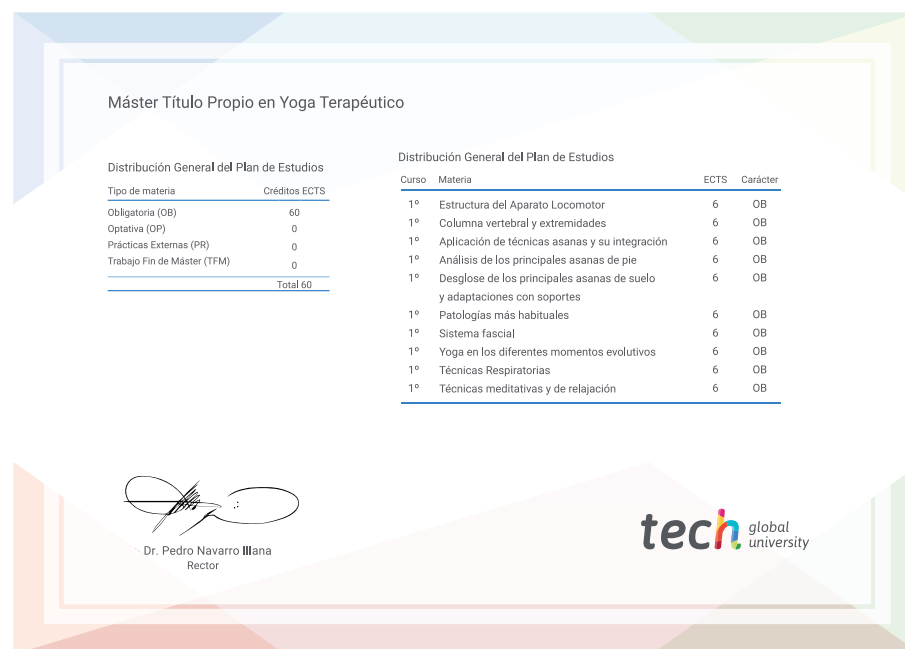 Máster Título Propio en Yoga Terapéutico
Distribución General del Plan de Estudios
Tipo de materia Créditos ECTS
Obligatoria (OB) 60
Optativa (OP) 0
Prácticas Externas (PR) 0
Trabajo Fin de Máster (TFM) 0
Total 60
Distribución General del Plan de Estudios
Curso Materia ECTS Carácter
1º Estructura del Aparato Locomotor 6 OB
1º Columna vertebral y extremidades 6 OB
1º Aplicación de técnicas asanas y su integración 6 OB
1º Análisis de los principales asanas de pie 6 OB
1º Desglose de los principales asanas de suelo 6 OB
y adaptaciones con soportes
1º Patologías más habituales 6 OB
1º Sistema fascial 6 OB
1º Yoga en los diferentes momentos evolutivos 6 OB
1º Técnicas Respiratorias 6 OB
1º Técnicas meditativas y de relajación 6 OB
Dr. Pedro Navarro Illana
Rector
tech global
university